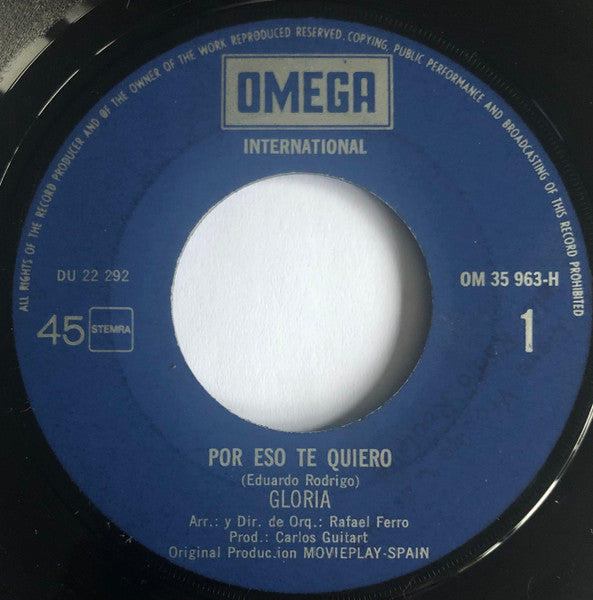 ALL RIGHTS OF THE RECORD PRODUCER AND OF THE OWNER OF THE WORK REPRODUCED RESERVED. COPYING, PUBLIC PERFORMANCE AND BROADCASTING OF THIS RECORD PROHIBITED
OMEGA
INTERNATIONAL
DU 22 292
OM 35 963-H
45 STEMRA
1
POR ESO TE QUIERO
(Eduardo Rodrigo)
GLORIA
Arr.: y Dir. de Orq.: Rafael Ferro
Prod.: Carlos Guitart
Original Produc.ion MOVIEPLAY-SPAIN